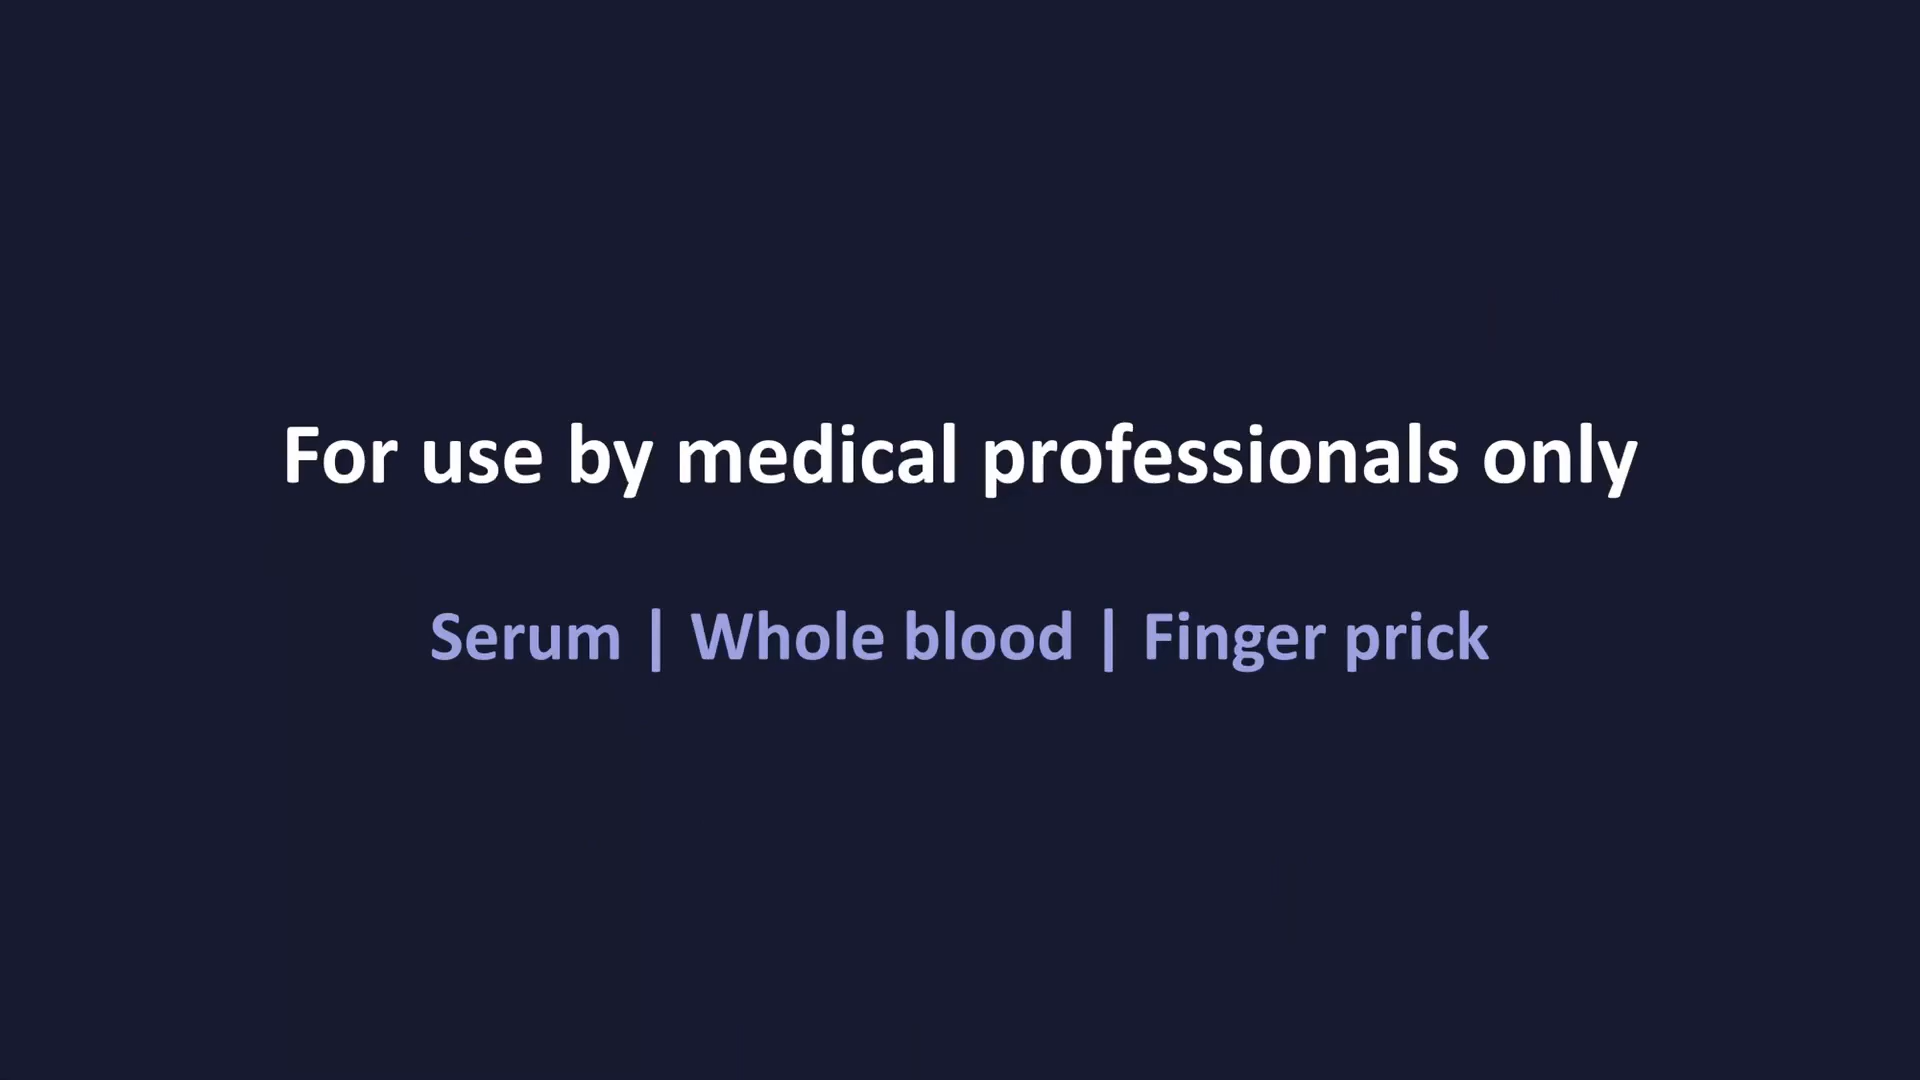 For use by medical professionals only
Serum | Whole blood | Finger prick